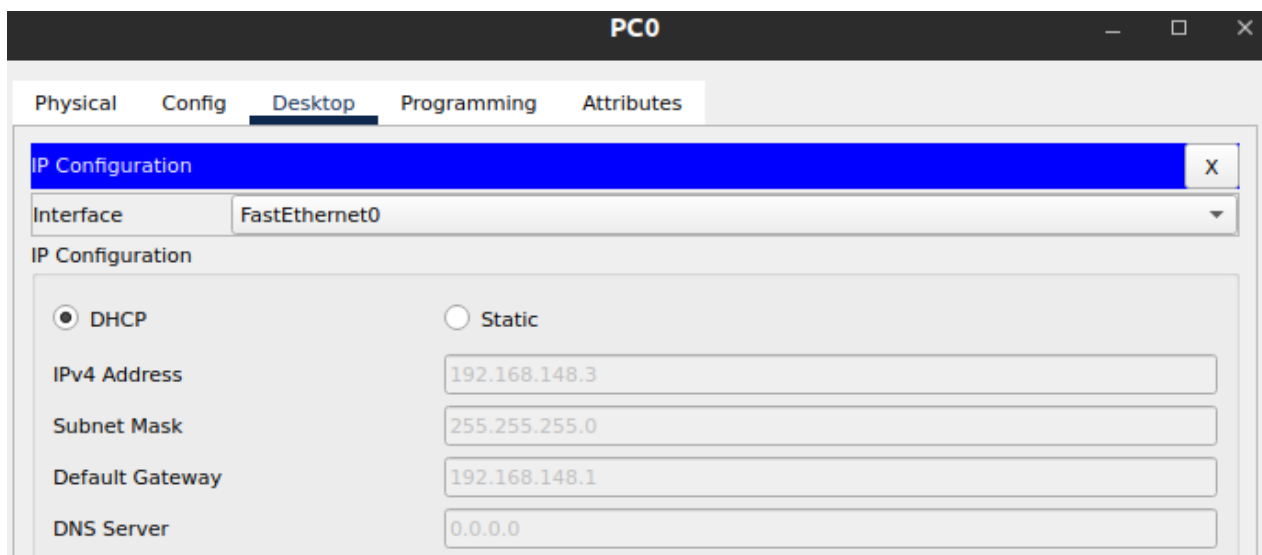 PC0
Physical Config Desktop Programming Attributes
IP Configuration X
Interface FastEthernet0
IP Configuration
DHCP Static
IPv4 Address 192.168.148.3
Subnet Mask 255.255.255.0
Default Gateway 192.168.148.1
DNS Server 0.0.0.0